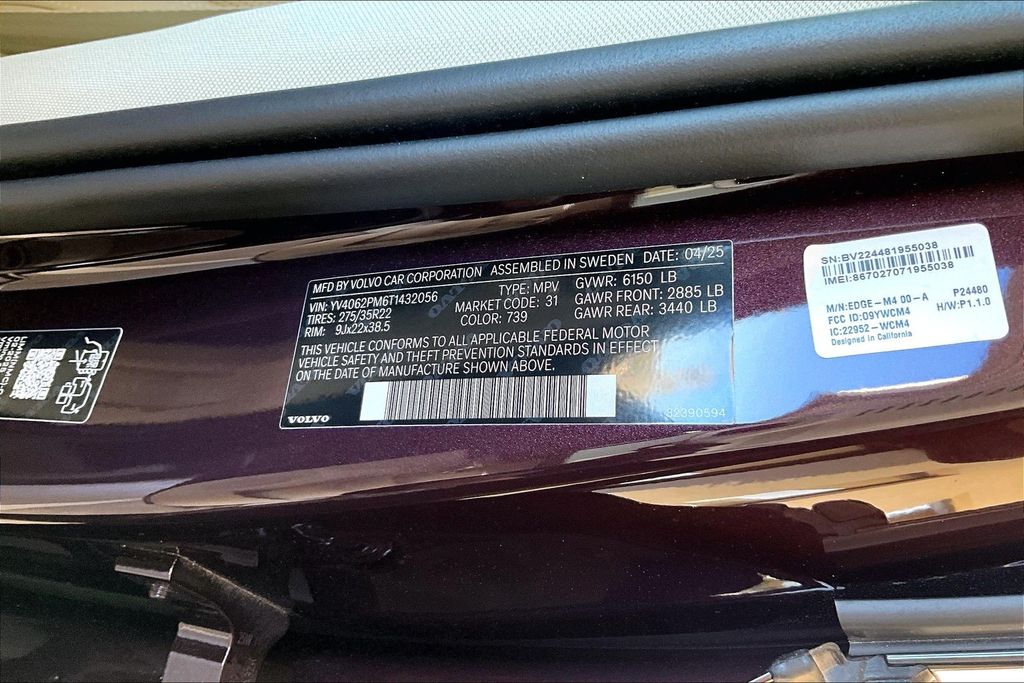 MFD BY VOLVO CAR CORPORATION ASSEMBLED IN SWEDEN DATE: 04/25
VIN: YV4062PM6T1432056 TYPE: MPV GVWR: 6150 LB
TIRES: 275/35R22 MARKET CODE: 31 GAWR FRONT: 2885 LB
RIM: 9Jx22x38.5 COLOR: 739 GAWR REAR: 3440 LB
THIS VEHICLE CONFORMS TO ALL APPLICABLE FEDERAL MOTOR
VEHICLE SAFETY AND THEFT PREVENTION STANDARDS IN EFFECT
ON THE DATE OF MANUFACTURE SHOWN ABOVE.
VOLVO 32390594
SN:BV224481955038
IMEI:867027071955038
P24480
M/N:EDGE-M4 00-A H/W:P1.1.0
FCC ID:O9YWCM4
IC:22952-WCM4
Designed in California